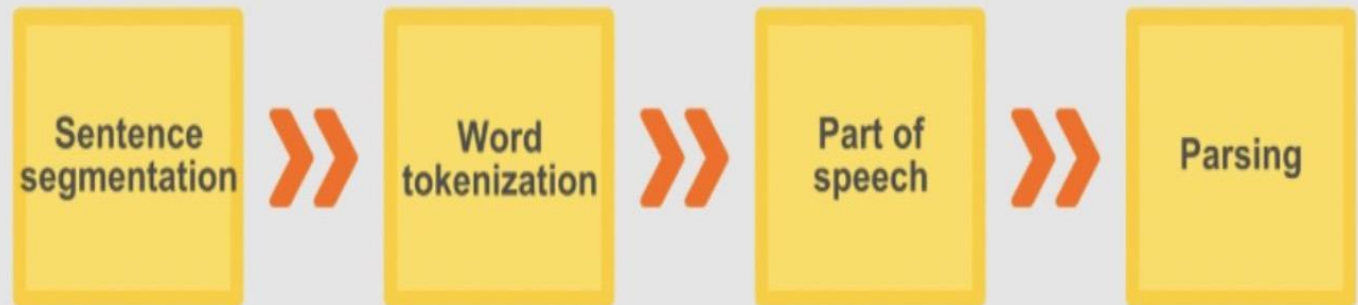 Sentence
segmentation
Word
tokenization
Part of
speech
Parsing